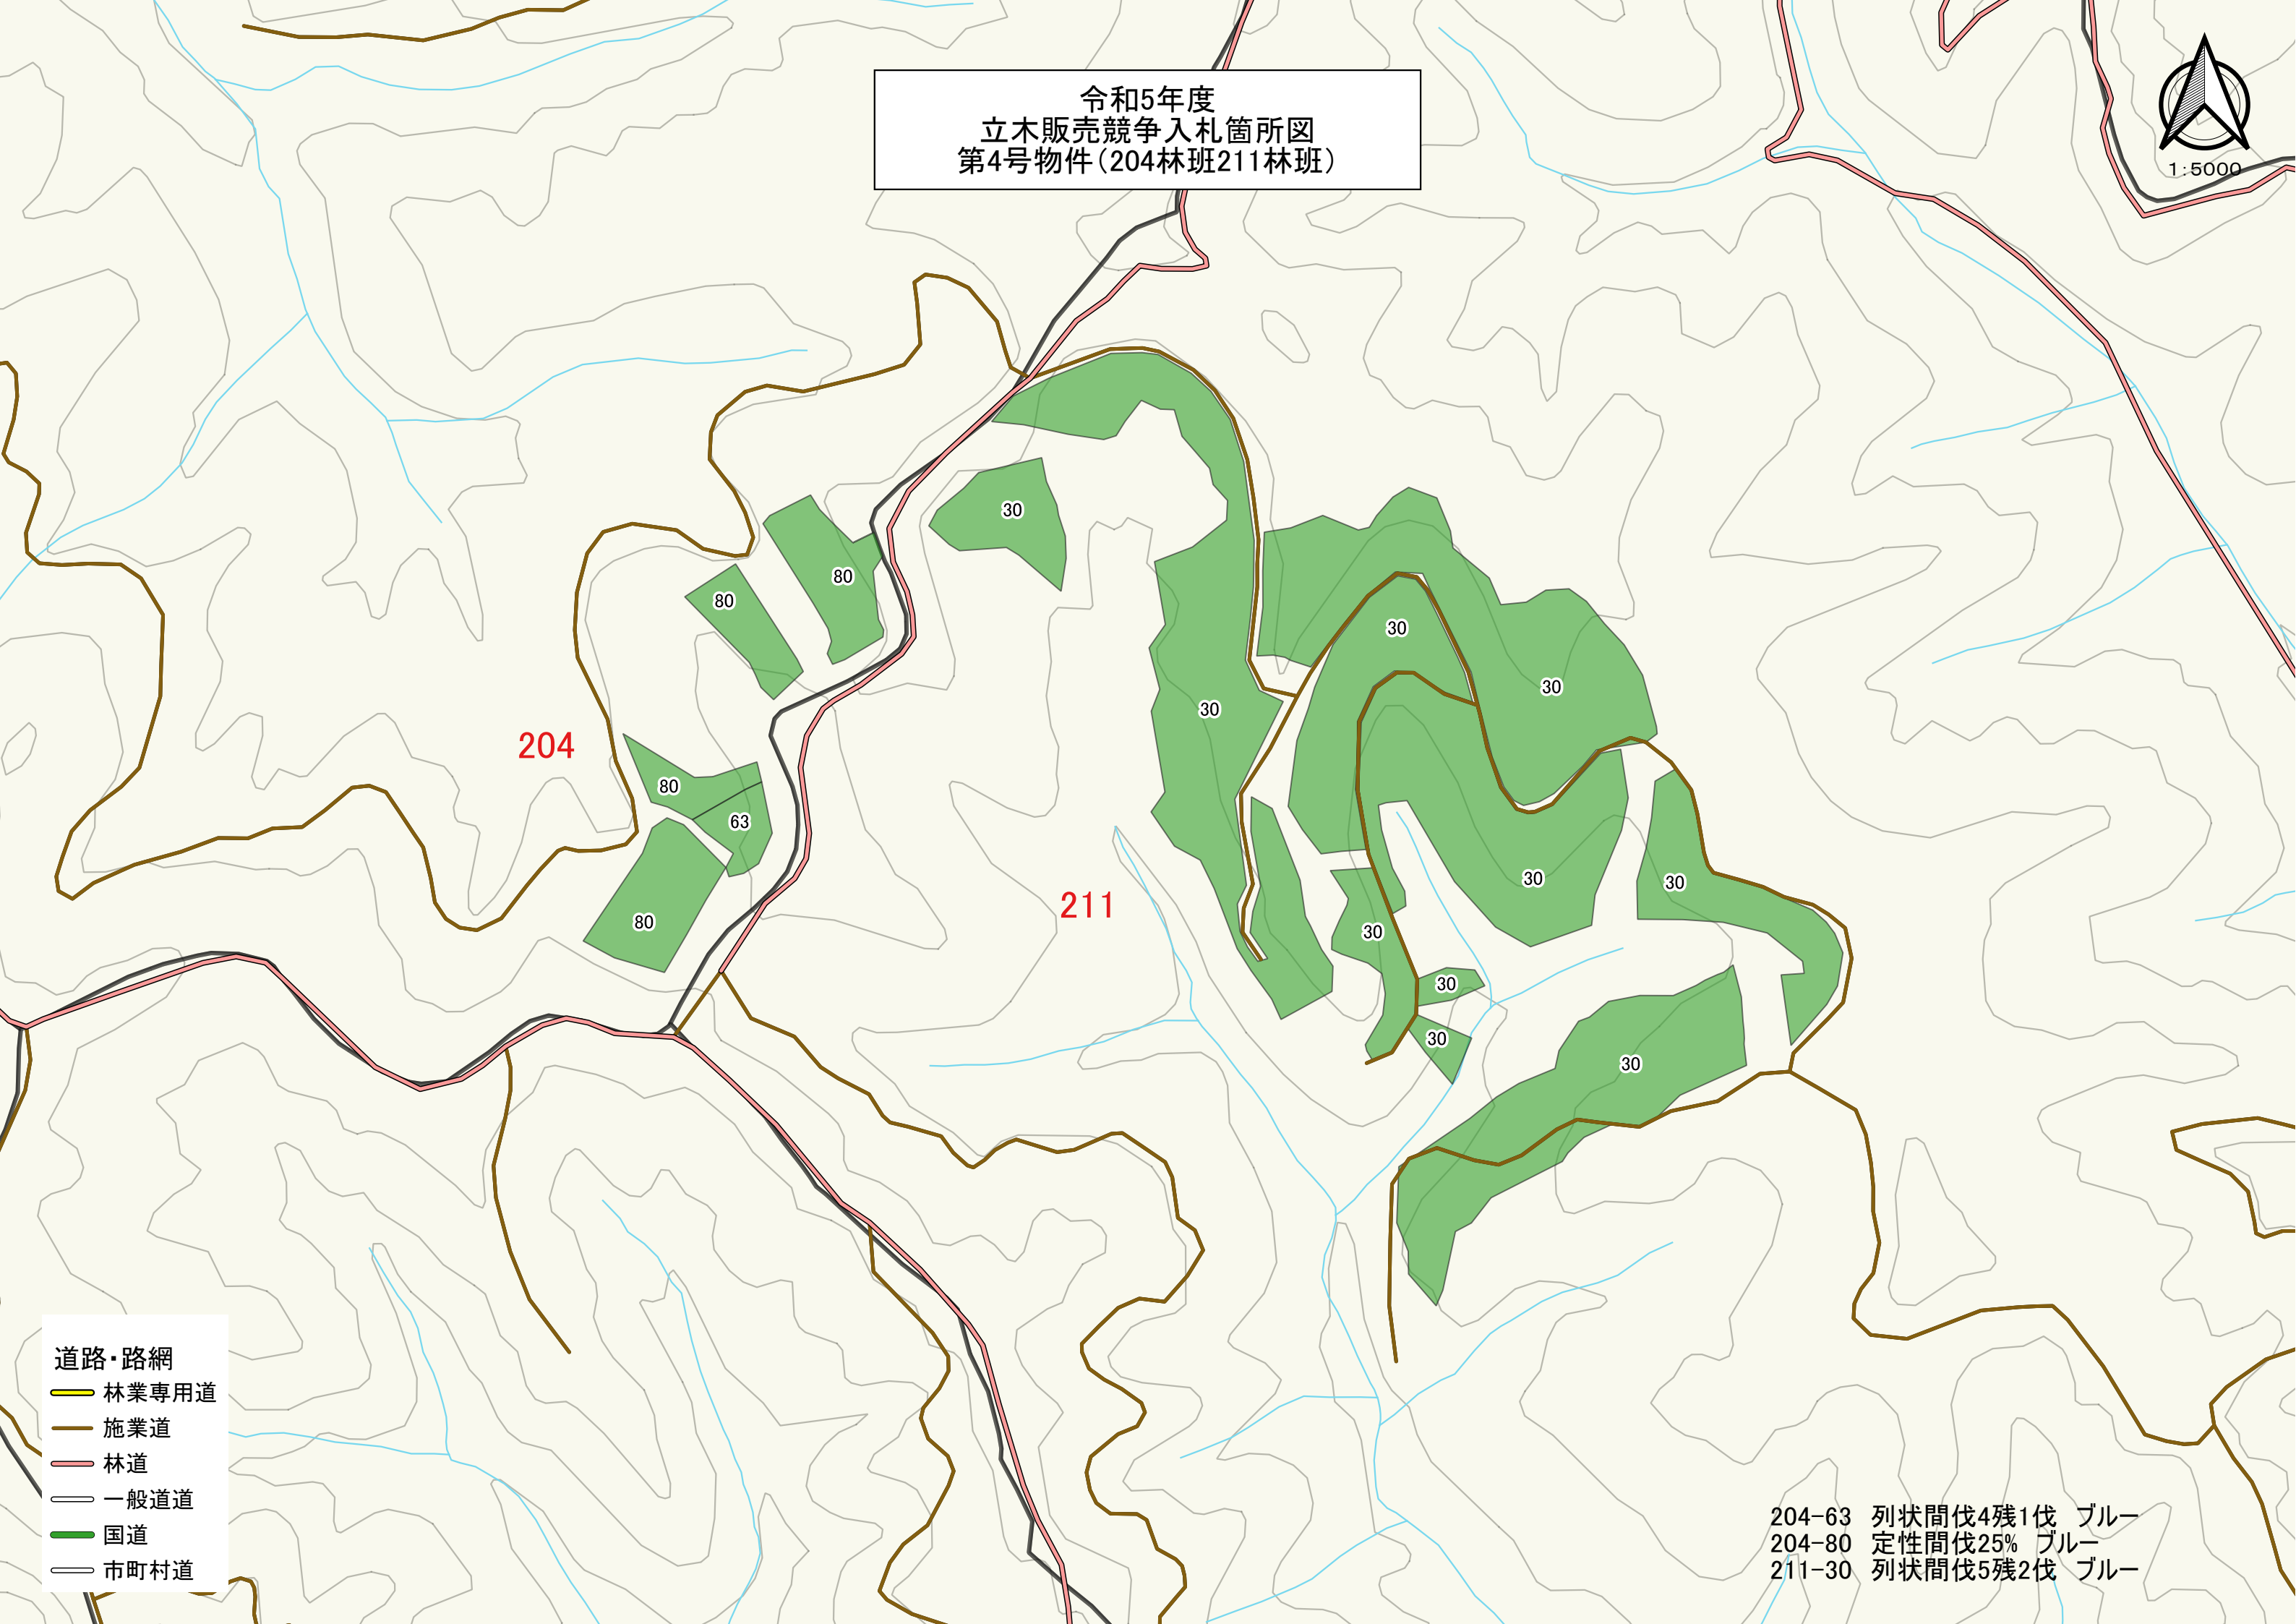 令和5年度
立木販売競争入札箇所図
第4号物件(204林班211林班)
1:5000
30
80
80
30
30
30
30
204
80
63
80
211
30
30
30
30
30
30
道路・路網
林業専用道
施業道
林道
一般道道
国道
市町村道
204-63 列状間伐4残1伐 ブルー
204-80 定性間伐25% ブルー
211-30 列状間伐5残2伐 ブルー